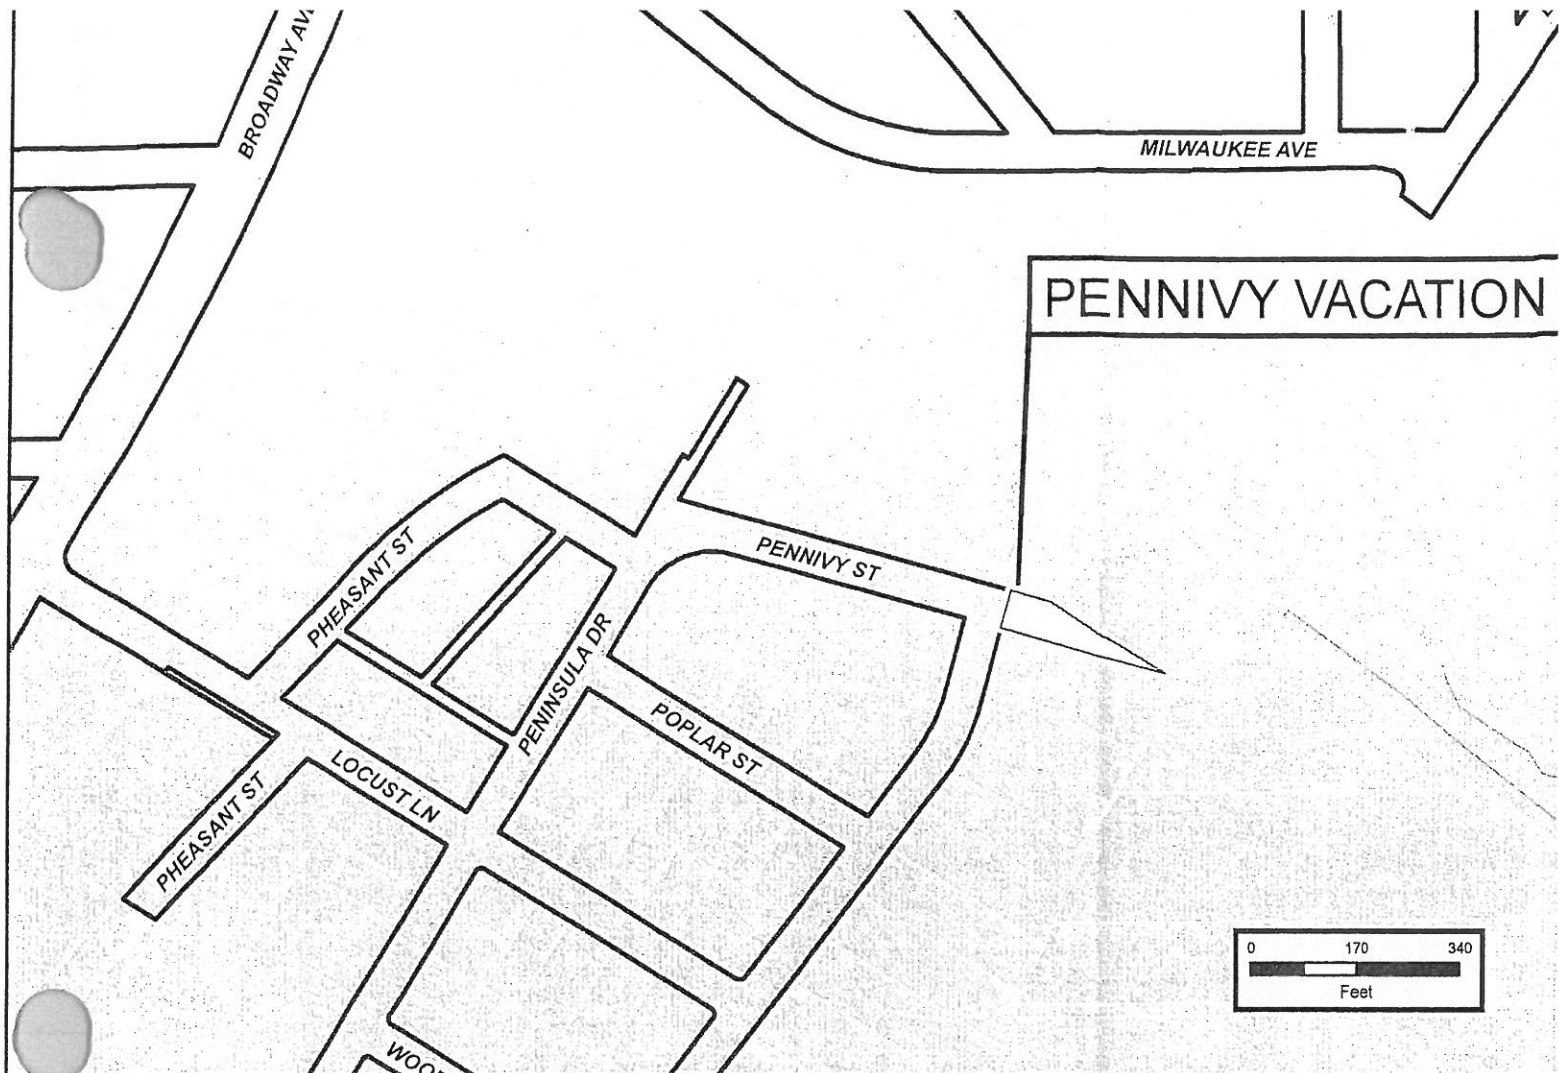 BROADWAY AV
MILWAUKEE AVE
PENNIVY VACATION
PENNIVY ST
PHEASANT ST
PENINSULA DR
POPLAR ST
LOCUST LN
PHEASANT ST
0 170 340
Feet